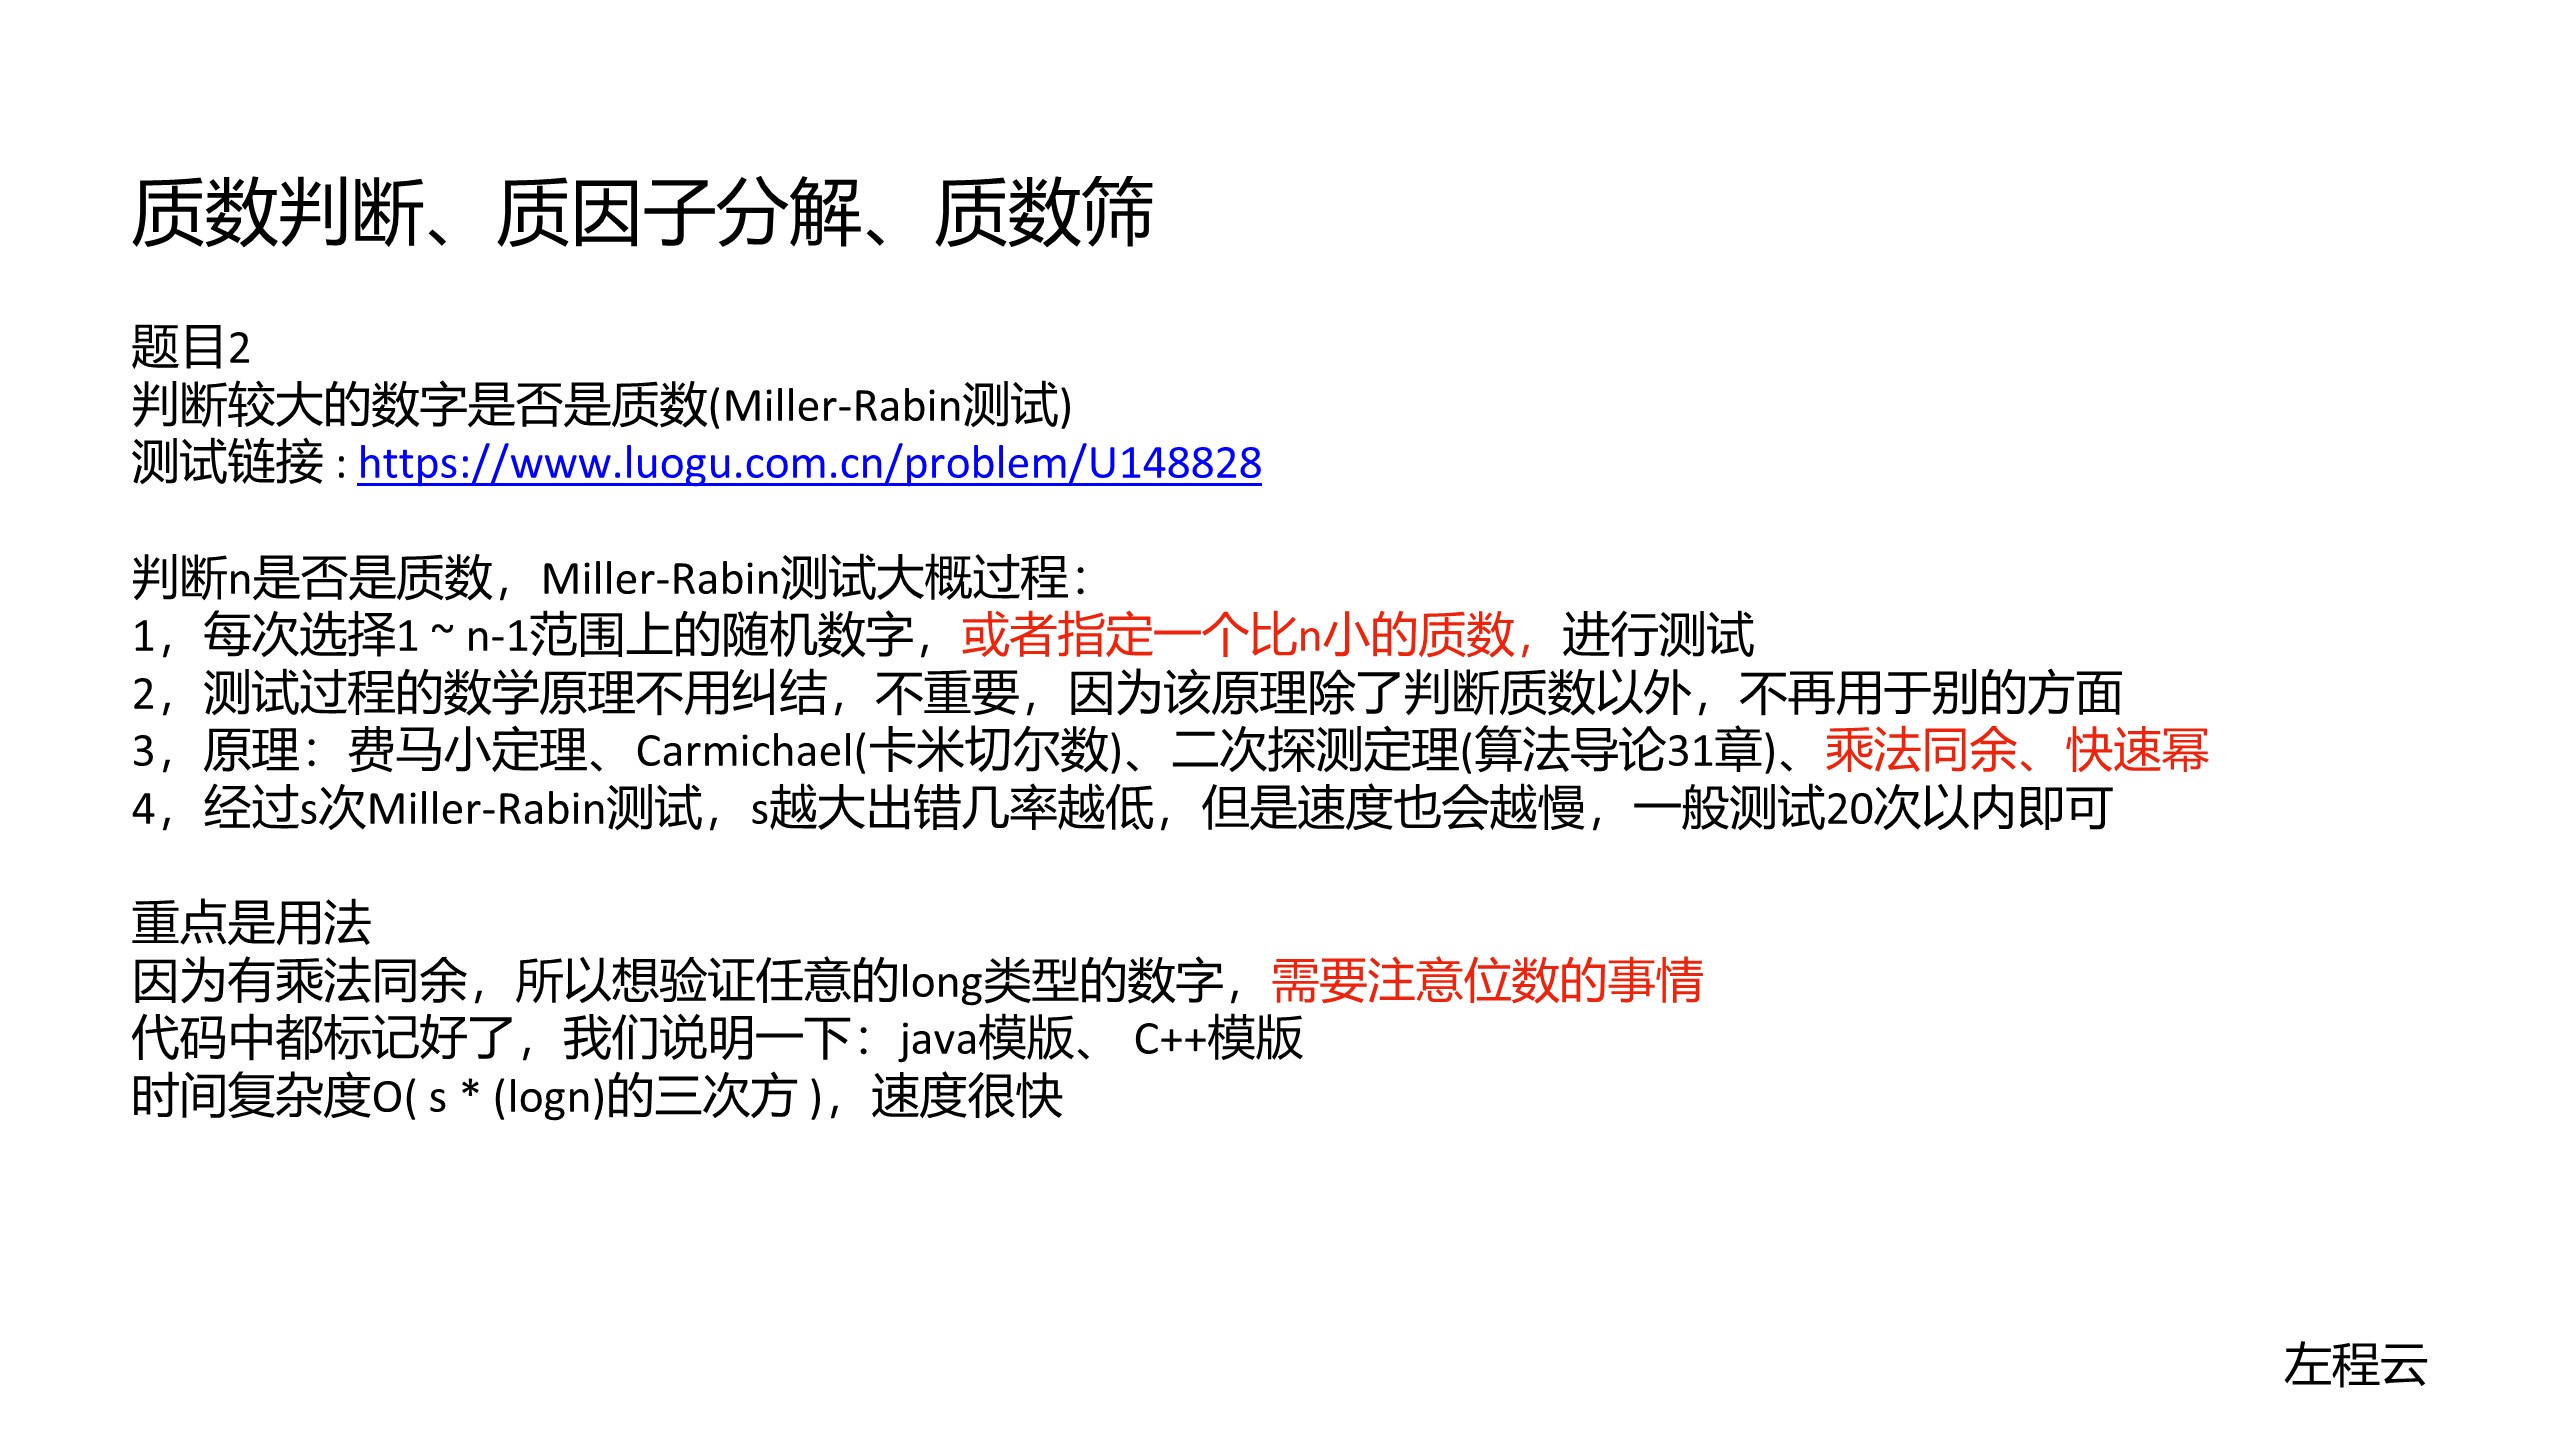 质数判断、质因子分解、质数筛
题目2
判断较大的数字是否是质数(Miller-Rabin测试)
测试链接 : https://www.luogu.com.cn/problem/U148828
判断n是否是质数，Miller-Rabin测试大概过程：
1，每次选择1 ~ n-1范围上的随机数字，或者指定一个比n小的质数，进行测试
2，测试过程的数学原理不用纠结，不重要，因为该原理除了判断质数以外，不再用于别的方面
3，原理：费马小定理、Carmichael(卡米切尔数)、二次探测定理(算法导论31章)、乘法同余、快速幂
4，经过s次Miller-Rabin测试，s越大出错几率越低，但是速度也会越慢，一般测试20次以内即可
重点是用法
因为有乘法同余，所以想验证任意的long类型的数字，需要注意位数的事情
代码中都标记好了，我们说明一下：java模版、 C++模版
时间复杂度O( s * (logn)的三次方 )，速度很快
左程云